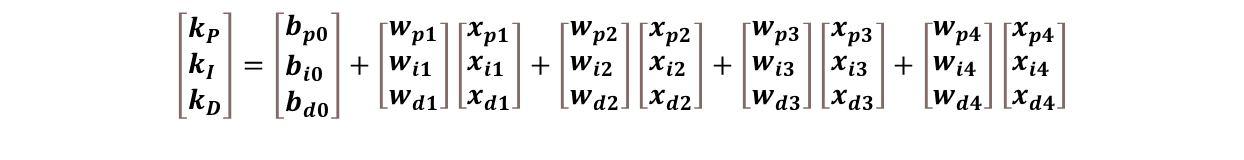 [k_P k_I k_D] = [b_p0 b_i0 b_d0] + [w_p1 w_i1 w_d1] [x_p1 x_i1 x_d1] + [w_p2 w_i2 w_d2] [x_p2 x_i2 x_d2] + [w_p3 w_i3 w_d3] [x_p3 x_i3 x_d3] + [w_p4 w_i4 w_d4] [x_p4 x_i4 x_d4]